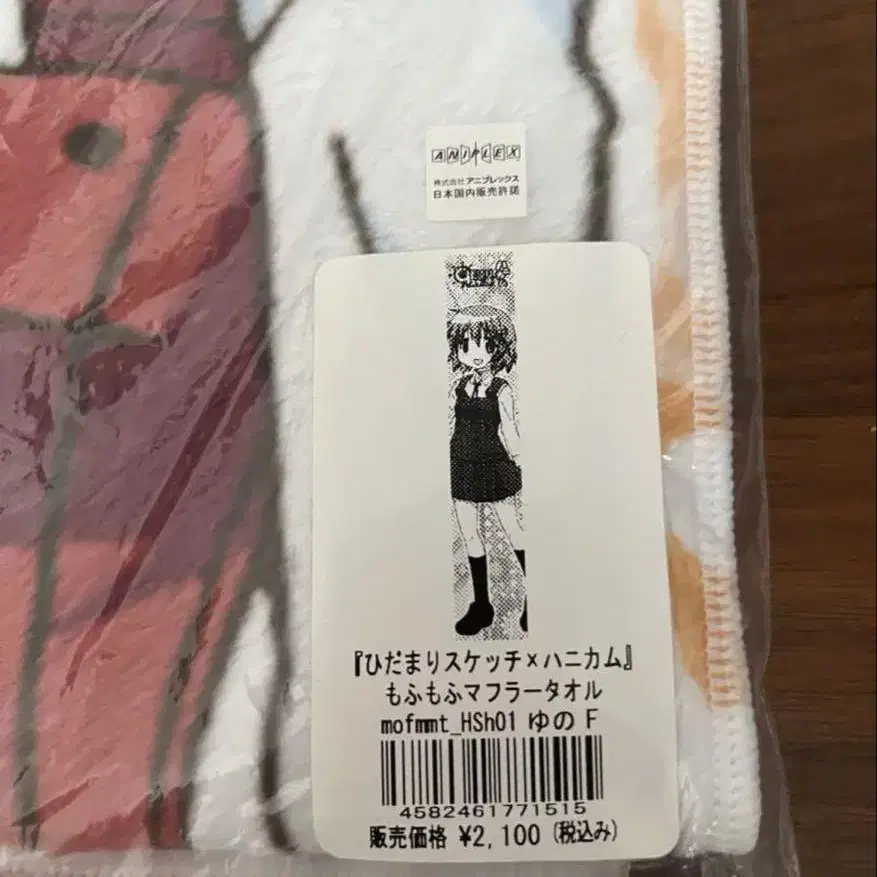 ANIPLEX
株式会社アニプレックス
日本国内販売許諾
『ひだまりスケッチ×ハニカム』
もふもふマフラータオル
mofmmt_HSh01 ゆの F
4582461771515
販売価格 ¥2,100 (税込み)